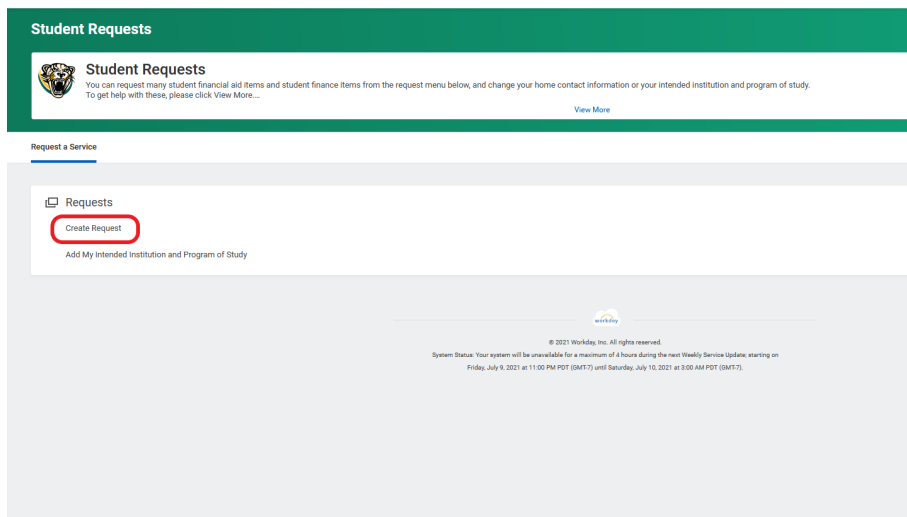 Student Requests
Student Requests
You can request many student financial aid items and student finance items from the request menu below, and change your home contact information or your intended institution and program of study.
To get help with these, please click View More....
View More
Request a Service
Requests
Create Request
Add My Intended Institution and Program of Study
workday
© 2021 Workday, Inc. All rights reserved.
System Status: Your system will be unavailable for a maximum of 4 hours during the next Weekly Service Update; starting on
Friday, July 9, 2021 at 11:00 PM PDT (GMT-7) until Saturday, July 10, 2021 at 3:00 AM PDT (GMT-7).